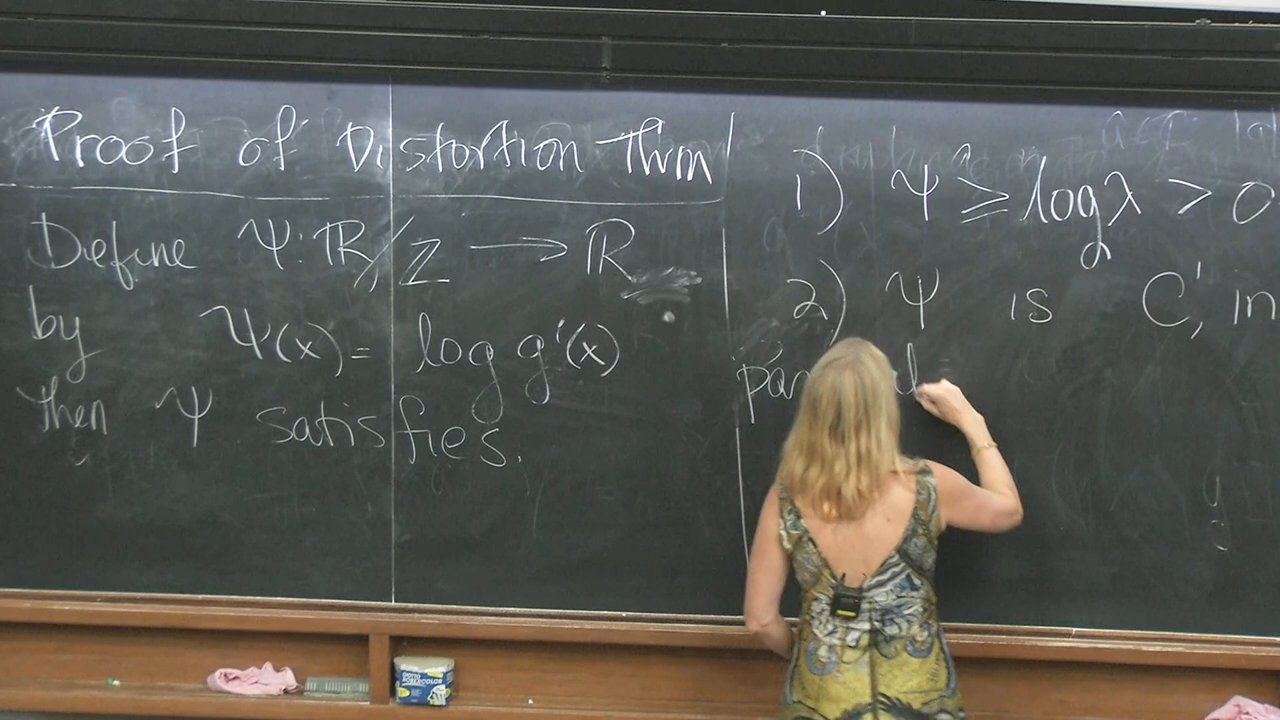 Proof of Distortion Thm
Define Ψ: ℝ/ℤ ⟶ ℝ
by Ψ(x) = log g'(x)
Then Ψ satisfies.
1) Ψ ≥ log λ > 0
2) Ψ is C¹, in